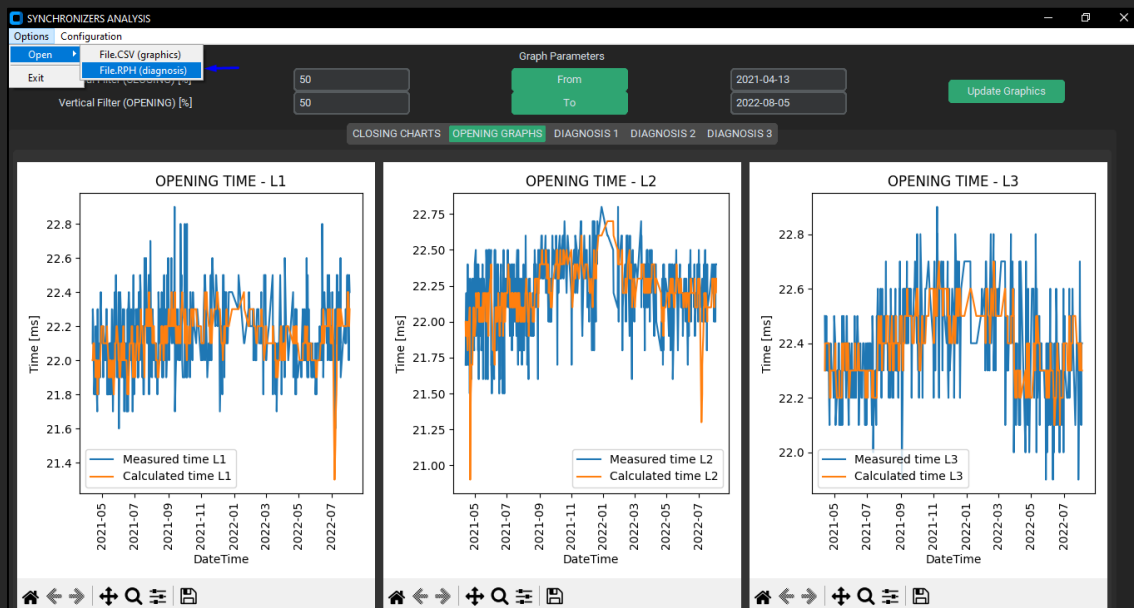 SYNCHRONIZERS ANALYSIS
Options Configuration
Open File.CSV (graphics)
File.RPH (diagnosis)
Exit
Graph Parameters
Filter (CLOSING) [%] 50 From 2021-04-13
Update Graphics
Vertical Filter (OPENING) [%] 50 To 2022-08-05
CLOSING CHARTS OPENING GRAPHS DIAGNOSIS 1 DIAGNOSIS 2 DIAGNOSIS 3
OPENING TIME - L1
Time [ms]
22.8
22.6
22.4
22.2
22.0
21.8
21.6
21.4
Measured time L1
Calculated time L1
2021-05 2021-07 2021-09 2021-11 2022-01 2022-03 2022-05 2022-07
DateTime
OPENING TIME - L2
Time [ms]
22.75
22.50
22.25
22.00
21.75
21.50
21.25
21.00
Measured time L2
Calculated time L2
2021-05 2021-07 2021-09 2021-11 2022-01 2022-03 2022-05 2022-07
DateTime
OPENING TIME - L3
Time [ms]
22.8
22.6
22.4
22.2
22.0
Measured time L3
Calculated time L3
2021-05 2021-07 2021-09 2021-11 2022-01 2022-03 2022-05 2022-07
DateTime